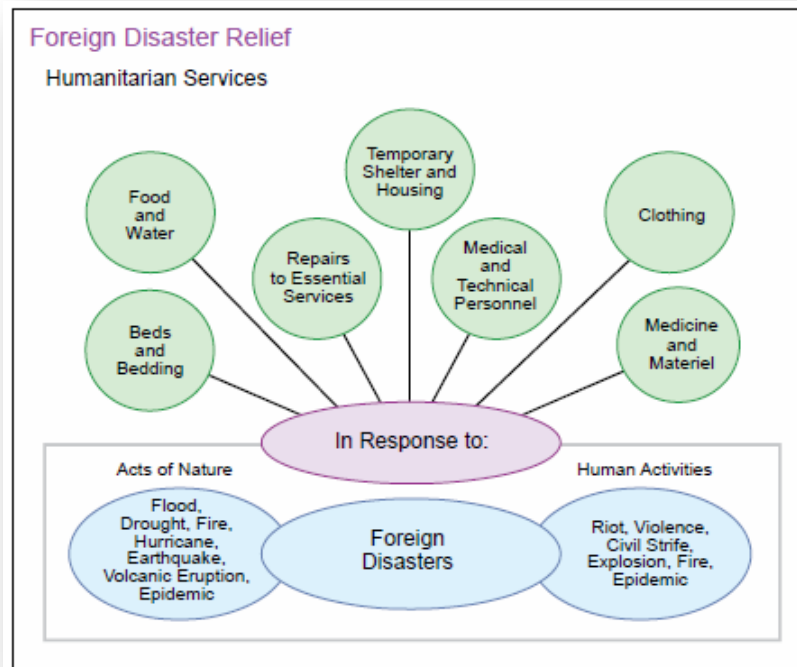 Foreign Disaster Relief
Humanitarian Services
Temporary
Shelter and
Housing
Food
and
Water
Clothing
Repairs
to Essential
Services
Medical
and
Technical
Personnel
Beds
and
Bedding
Medicine
and
Materiel
In Response to:
Acts of Nature
Human Activities
Flood,
Drought, Fire,
Hurricane,
Earthquake,
Volcanic Eruption,
Epidemic
Foreign
Disasters
Riot, Violence,
Civil Strife,
Explosion, Fire,
Epidemic